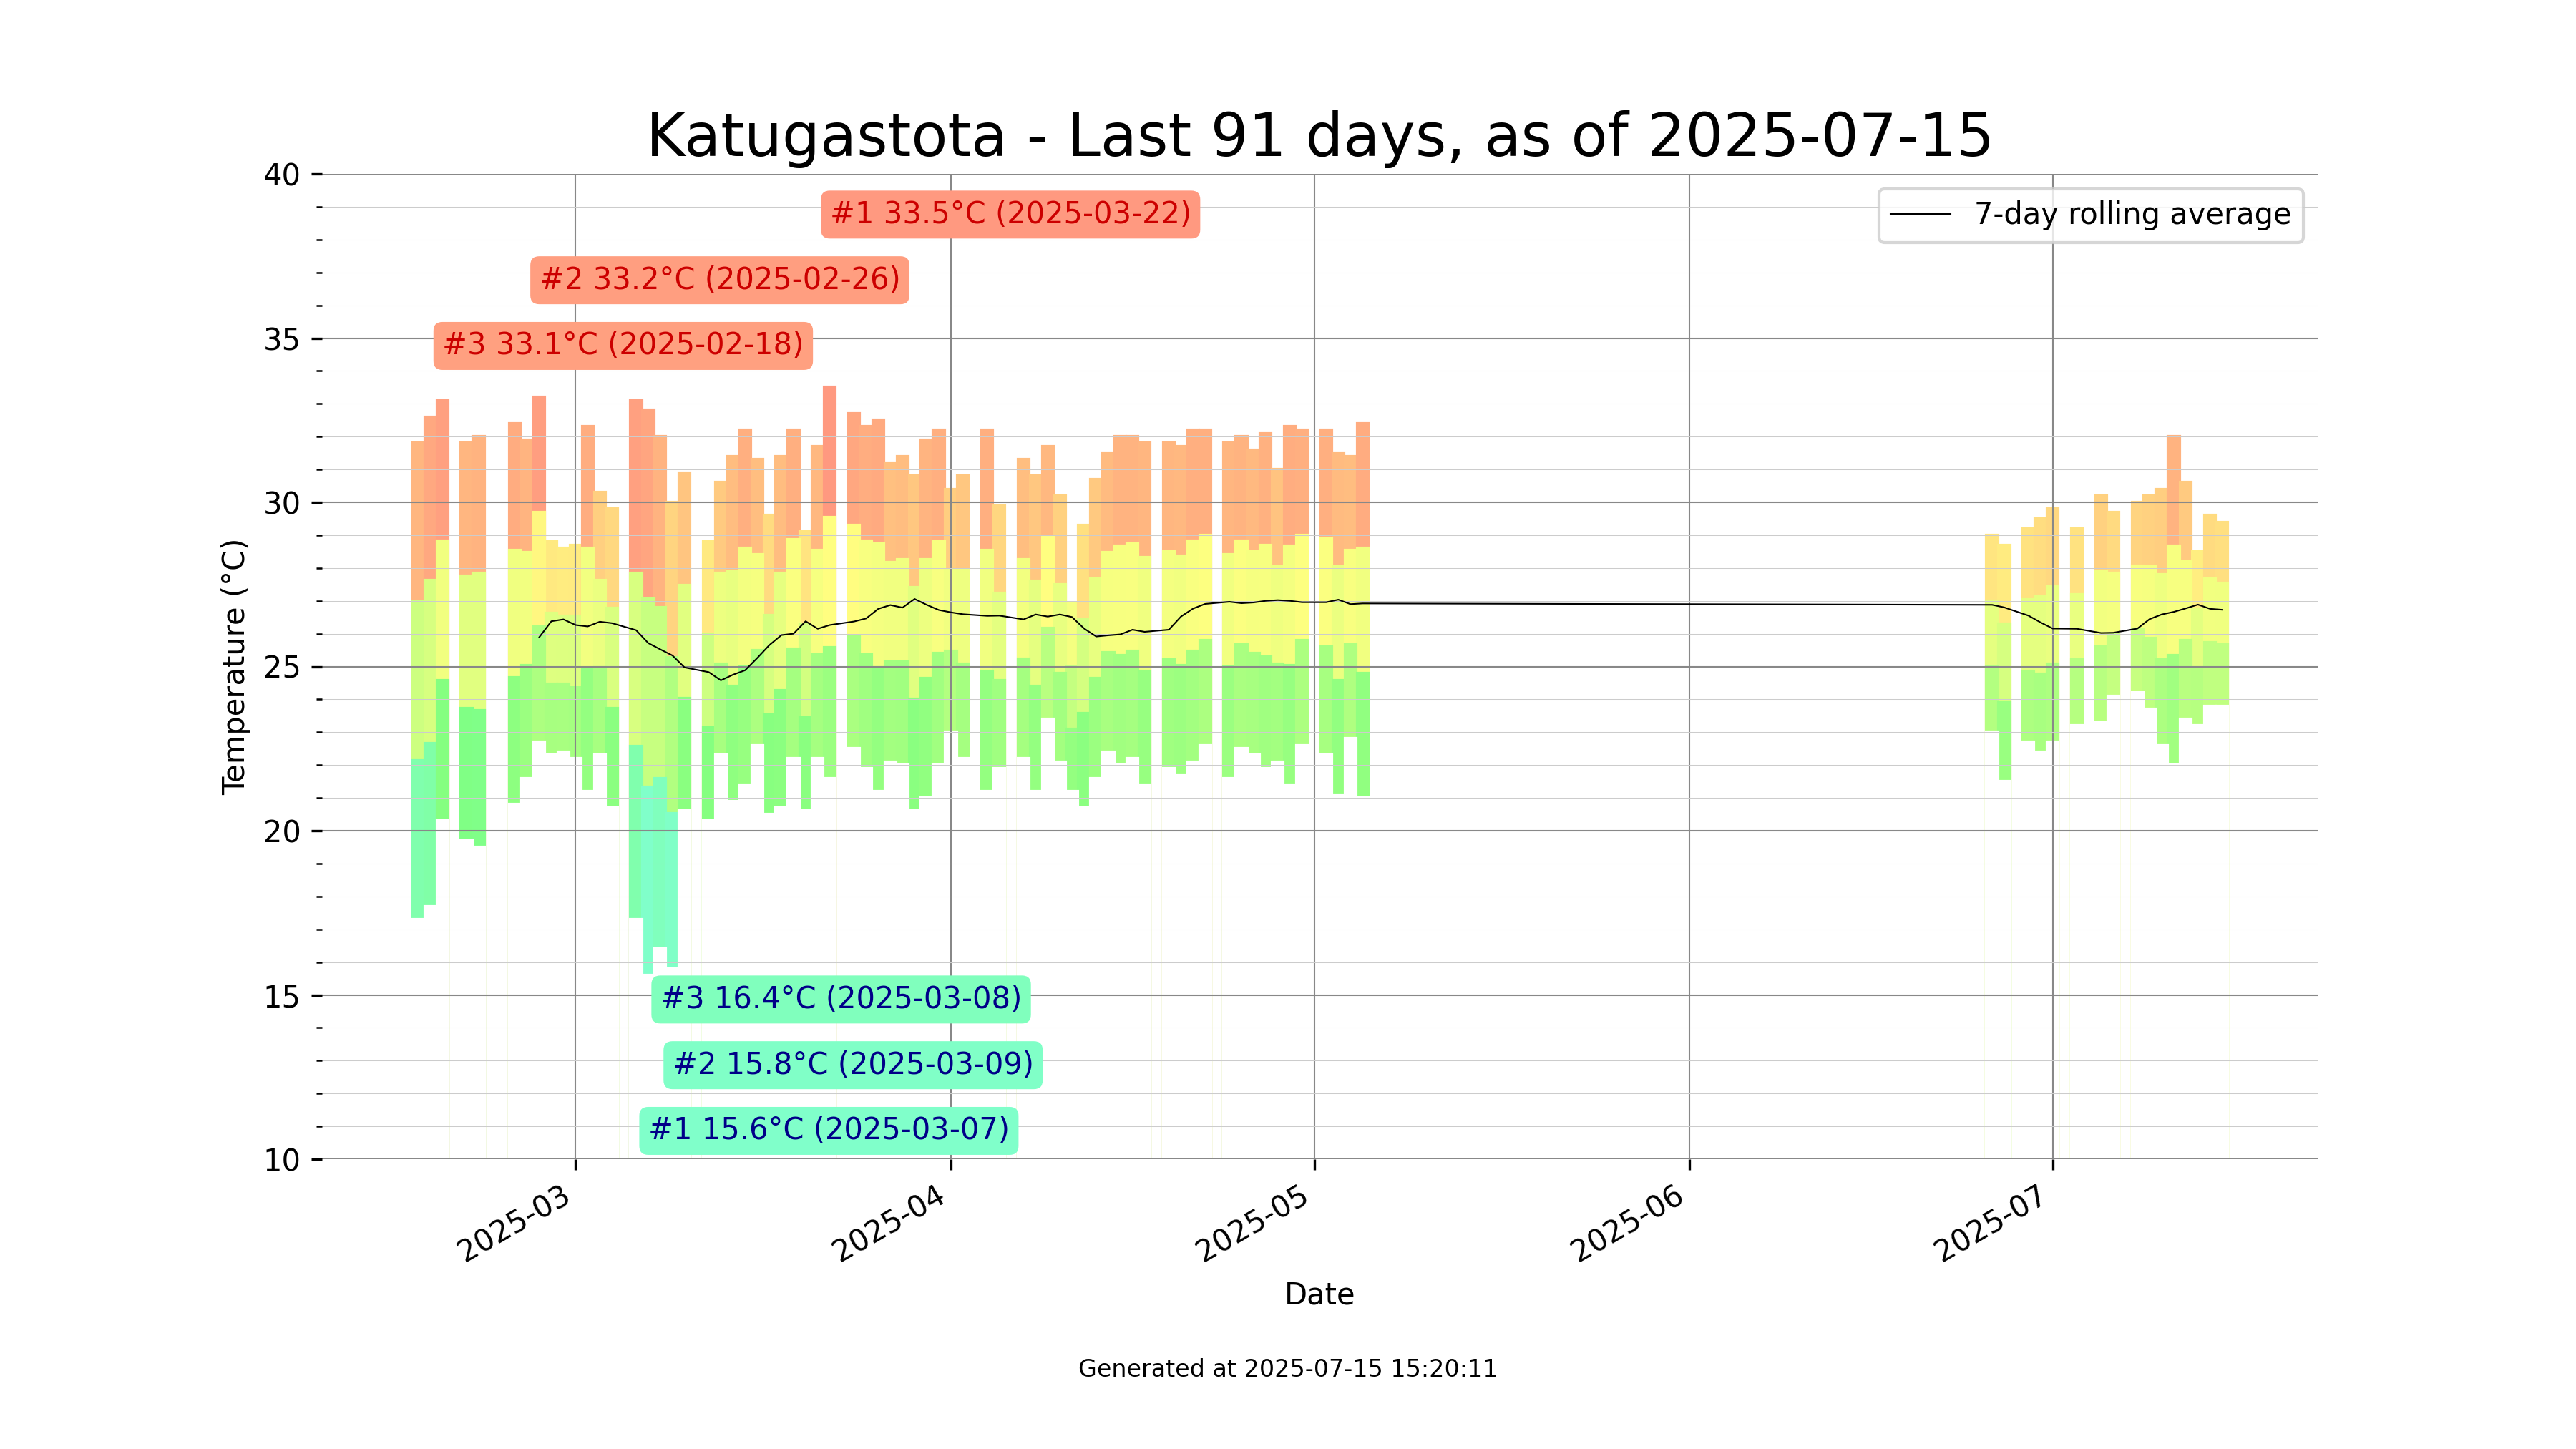 Katugastota - Last 91 days, as of 2025-07-15
40
35
30
25
20
15
10
Temperature (°C)
#1 33.5°C (2025-03-22)
#2 33.2°C (2025-02-26)
#3 33.1°C (2025-02-18)
7-day rolling average
#3 16.4°C (2025-03-08)
#2 15.8°C (2025-03-09)
#1 15.6°C (2025-03-07)
2025-03
2025-04
2025-05
2025-06
2025-07
Date
Generated at 2025-07-15 15:20:11